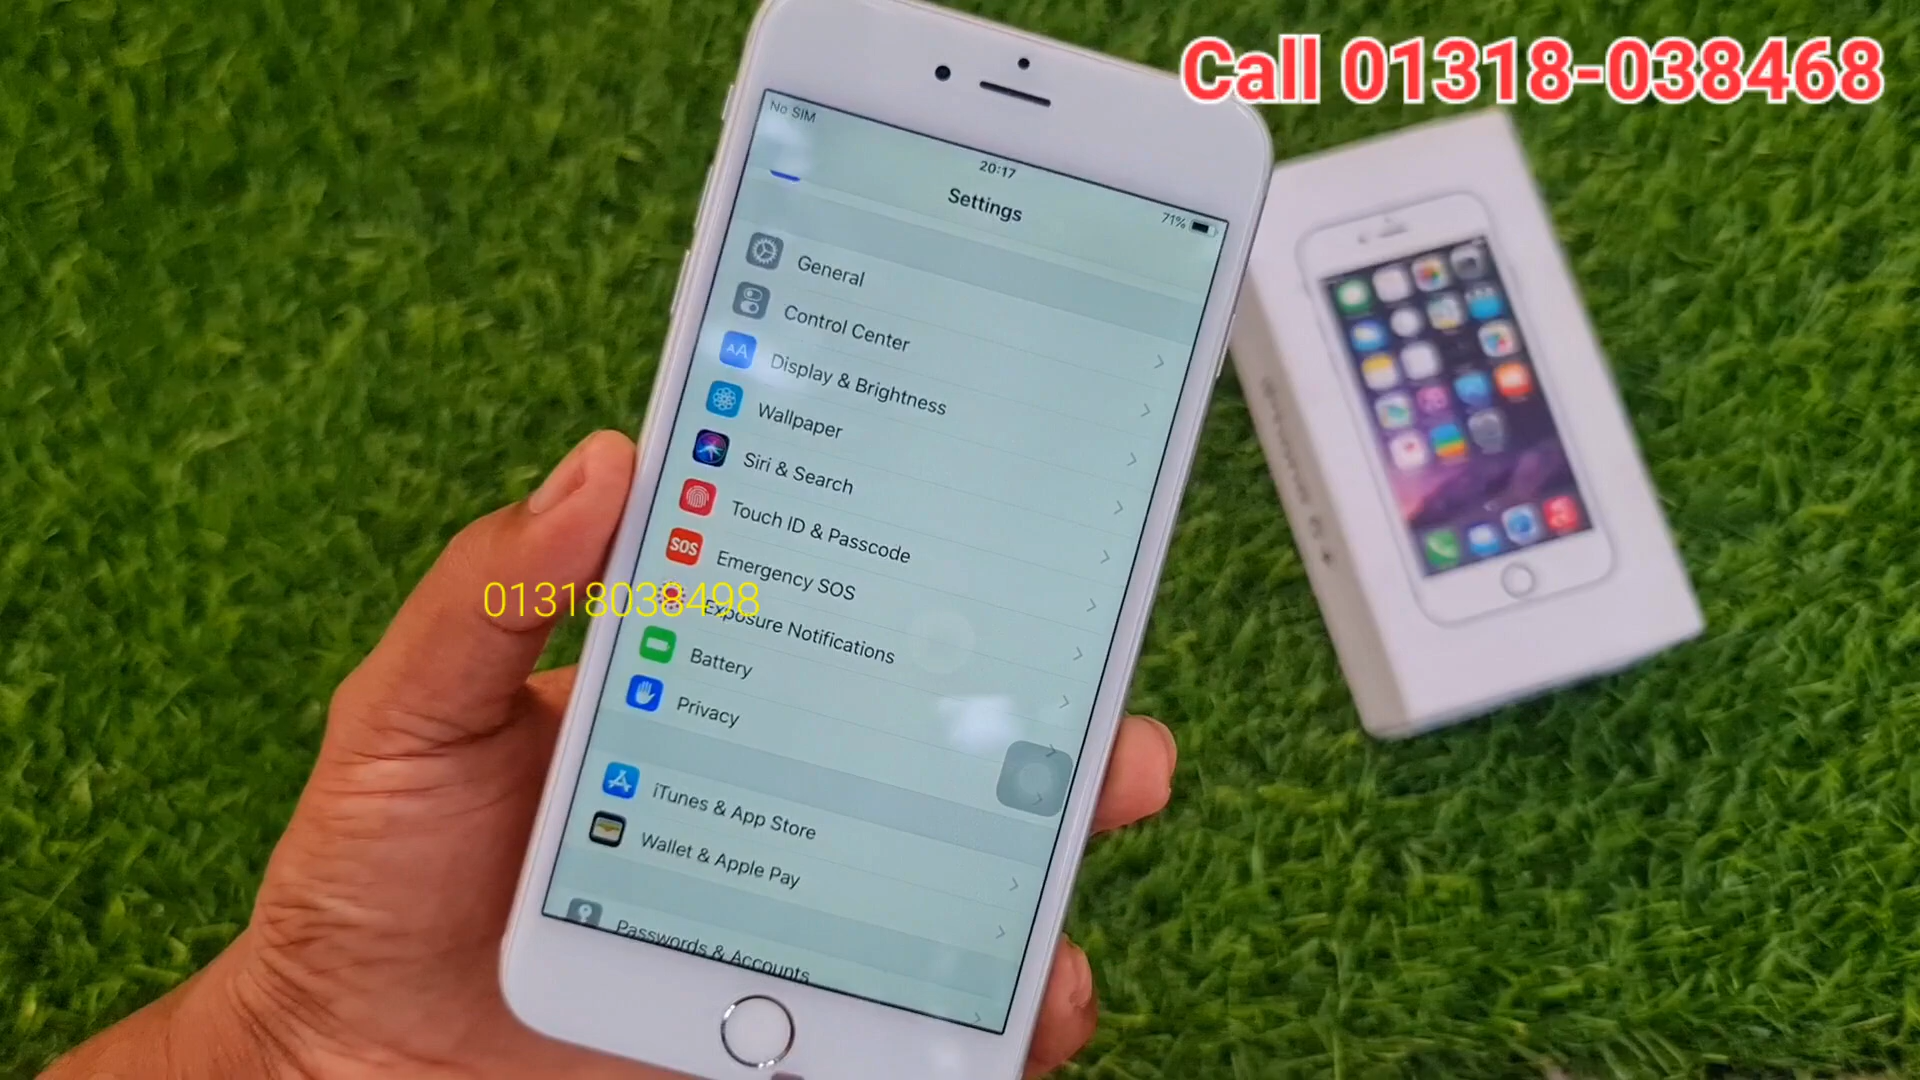 Call 01318-038468
No SIM
20:17
71%
Settings
General
Control Center
Display & Brightness
AA
Wallpaper
Siri & Search
Touch ID & Passcode
SOS
Emergency SOS
01318038498
Exposure Notifications
Battery
Privacy
iTunes & App Store
Wallet & Apple Pay
Passwords & Accounts